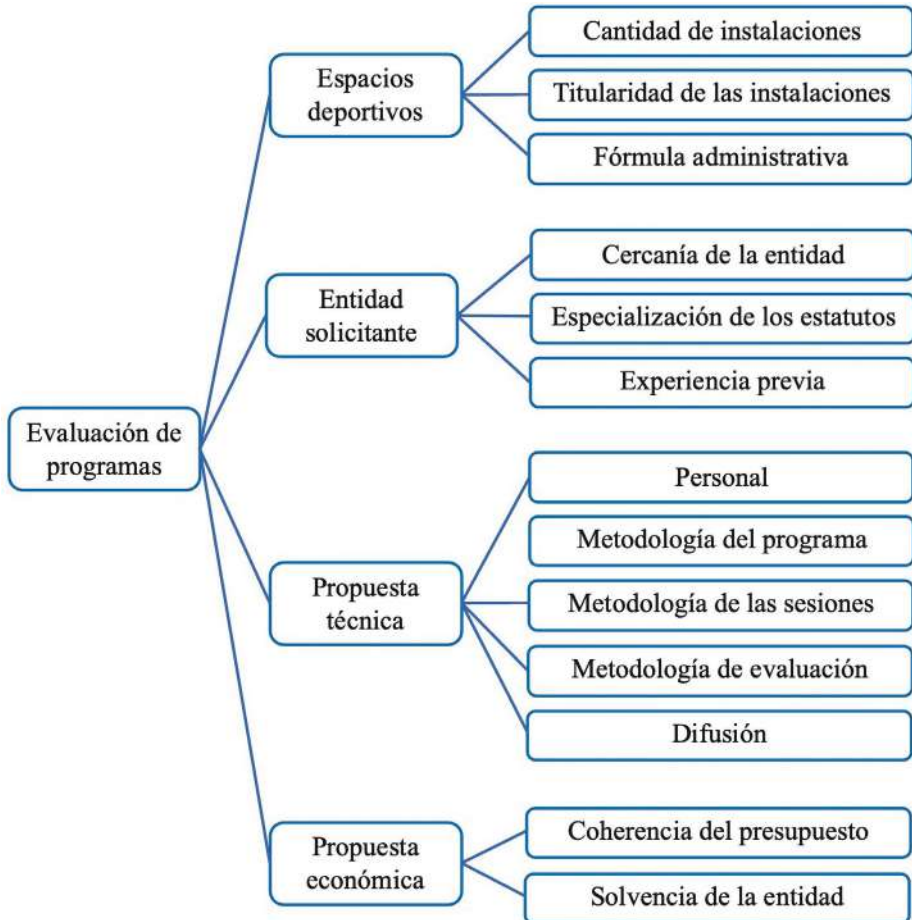 Evaluación de
programas
Espacios
deportivos
Cantidad de instalaciones
Titularidad de las instalaciones
Fórmula administrativa
Entidad
solicitante
Cercanía de la entidad
Especialización de los estatutos
Experiencia previa
Propuesta
técnica
Personal
Metodología del programa
Metodología de las sesiones
Metodología de evaluación
Difusión
Propuesta
económica
Coherencia del presupuesto
Solvencia de la entidad